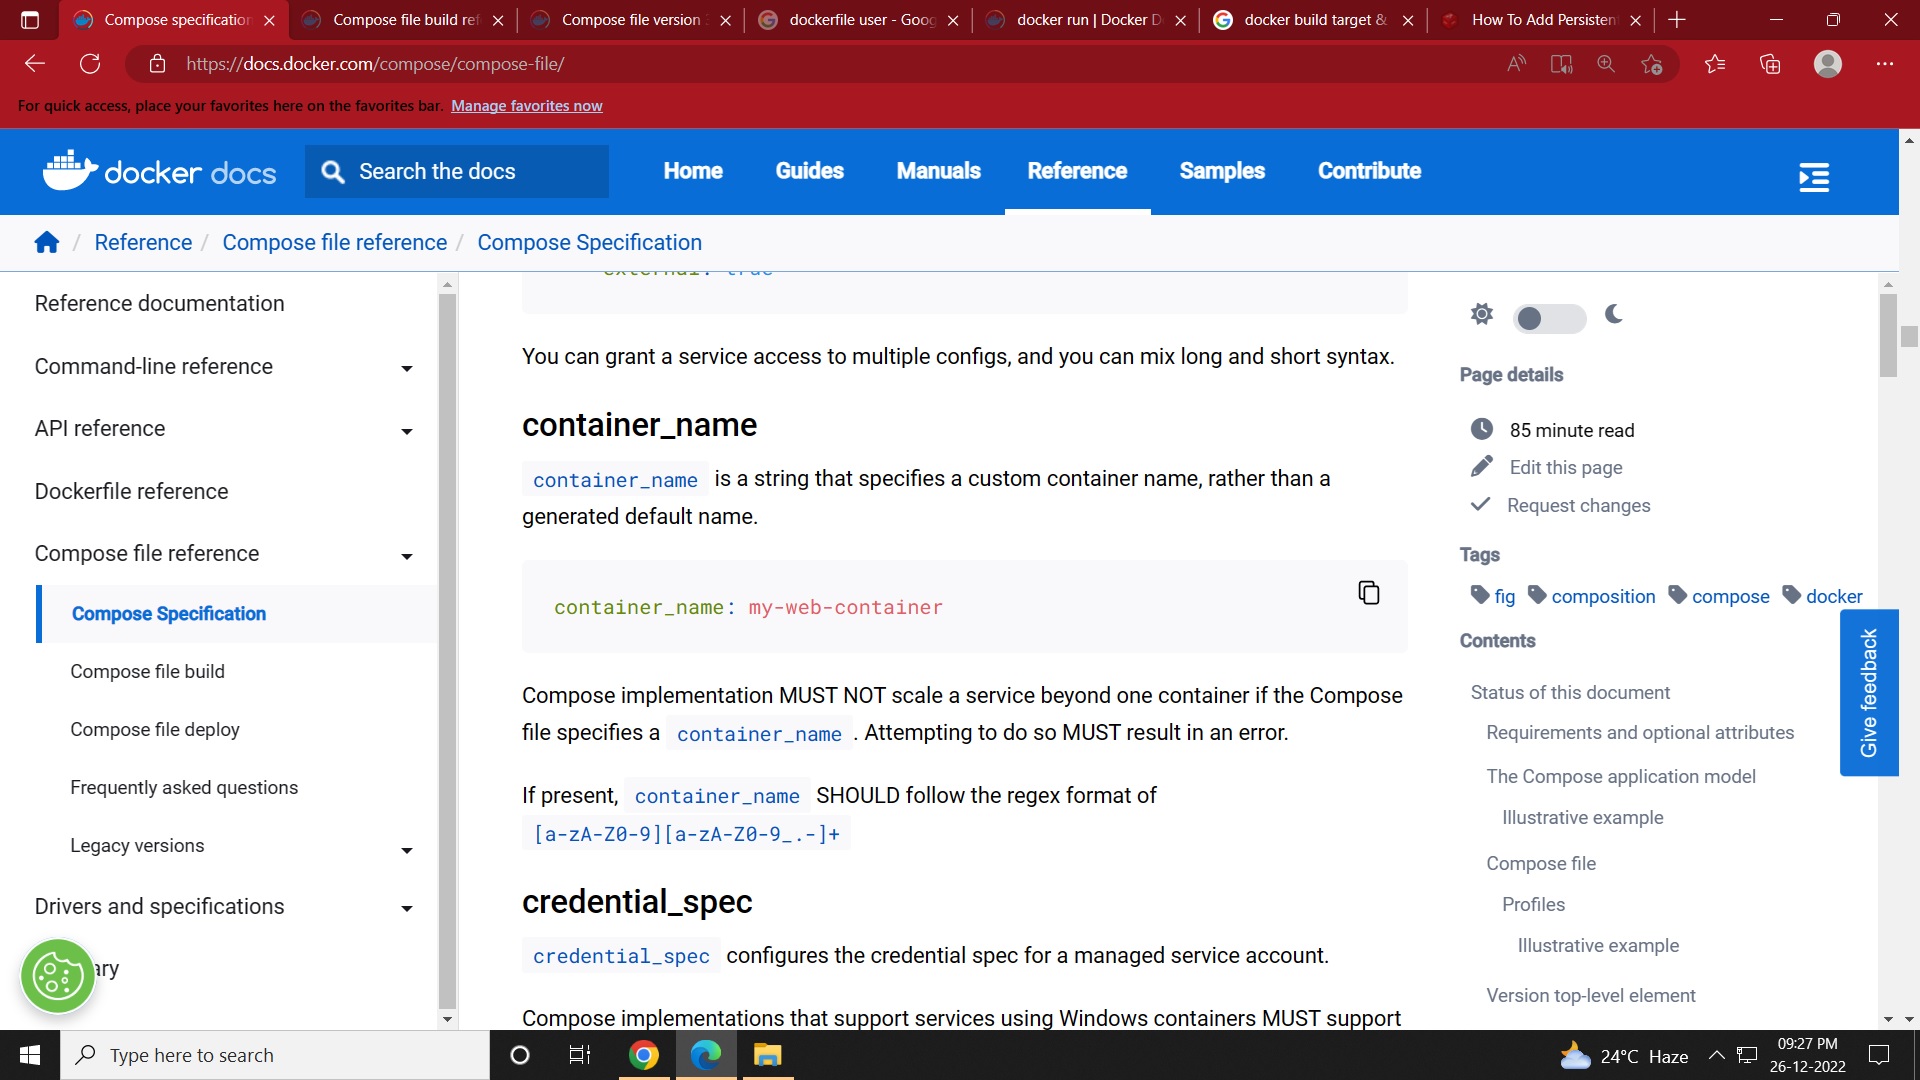 Compose specification
Compose file build ref
Compose file version 3
dockerfile user - Goog
docker run | Docker D
docker build target &
How To Add Persisten
https://docs.docker.com/compose/compose-file/
For quick access, place your favorites here on the favorites bar. Manage favorites now
docker docs
Search the docs
Home
Guides
Manuals
Reference
Samples
Contribute
/ Reference / Compose file reference / Compose Specification
Reference documentation
Command-line reference
API reference
Dockerfile reference
Compose file reference
Compose Specification
Compose file build
Compose file deploy
Frequently asked questions
Legacy versions
Drivers and specifications
ary
external: true
You can grant a service access to multiple configs, and you can mix long and short syntax.
container_name
container_name is a string that specifies a custom container name, rather than a
generated default name.
container_name: my-web-container
Compose implementation MUST NOT scale a service beyond one container if the Compose
file specifies a container_name . Attempting to do so MUST result in an error.
If present, container_name SHOULD follow the regex format of
[a-zA-Z0-9][a-zA-Z0-9_.-]+
credential_spec
credential_spec configures the credential spec for a managed service account.
Compose implementations that support services using Windows containers MUST support
Page details
85 minute read
Edit this page
Request changes
Tags
fig composition compose docker
Contents
Status of this document
Requirements and optional attributes
The Compose application model
Illustrative example
Compose file
Profiles
Illustrative example
Version top-level element
Give feedback
Type here to search
24°C Haze
09:27 PM
26-12-2022